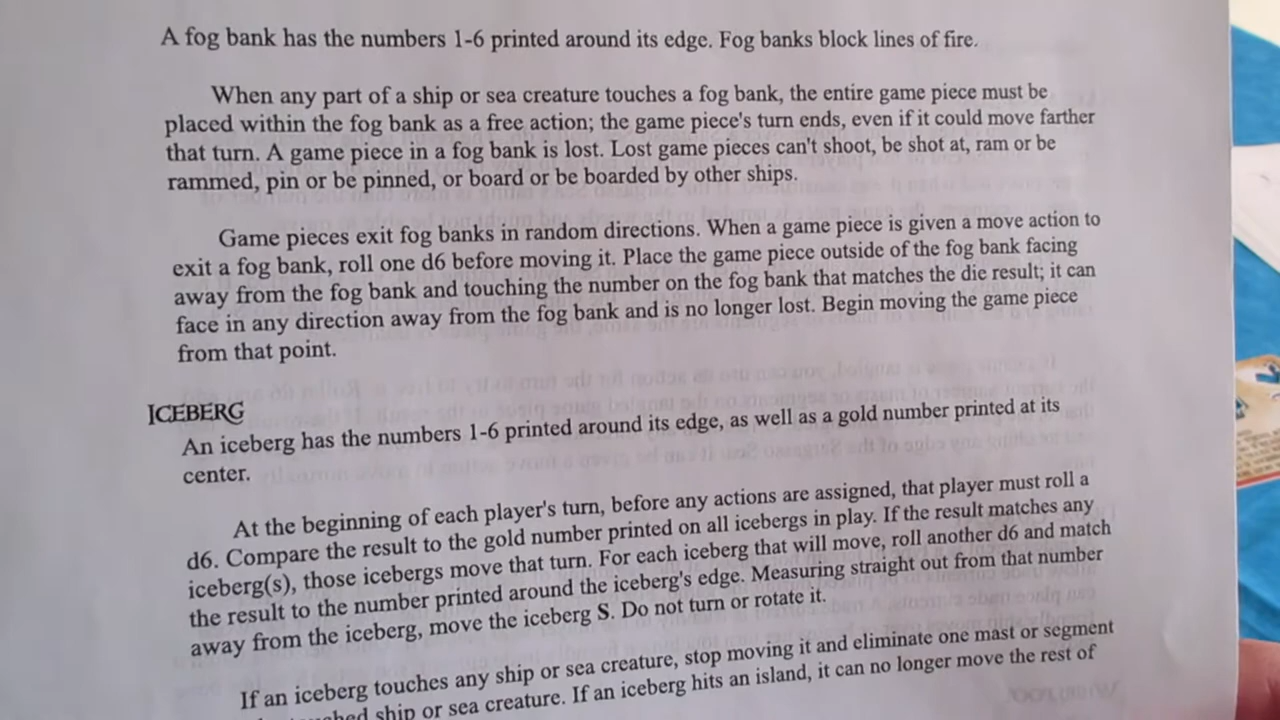 A fog bank has the numbers 1-6 printed around its edge. Fog banks block lines of fire.
When any part of a ship or sea creature touches a fog bank, the entire game piece must be
placed within the fog bank as a free action; the game piece's turn ends, even if it could move farther
that turn. A game piece in a fog bank is lost. Lost game pieces can't shoot, be shot at, ram or be
rammed, pin or be pinned, or board or be boarded by other ships.
Game pieces exit fog banks in random directions. When a game piece is given a move action to
exit a fog bank, roll one d6 before moving it. Place the game piece outside of the fog bank facing
away from the fog bank and touching the number on the fog bank that matches the die result; it can
face in any direction away from the fog bank and is no longer lost. Begin moving the game piece
from that point.
ICEBERG
An iceberg has the numbers 1-6 printed around its edge, as well as a gold number printed at its
center.
At the beginning of each player's turn, before any actions are assigned, that player must roll a
d6. Compare the result to the gold number printed on all icebergs in play. If the result matches any
iceberg(s), those icebergs move that turn. For each iceberg that will move, roll another d6 and match
the result to the number printed around the iceberg's edge. Measuring straight out from that number
away from the iceberg, move the iceberg S. Do not turn or rotate it.
If an iceberg touches any ship or sea creature, stop moving it and eliminate one mast or segment
ship or sea creature. If an iceberg hits an island, it can no longer move the rest of